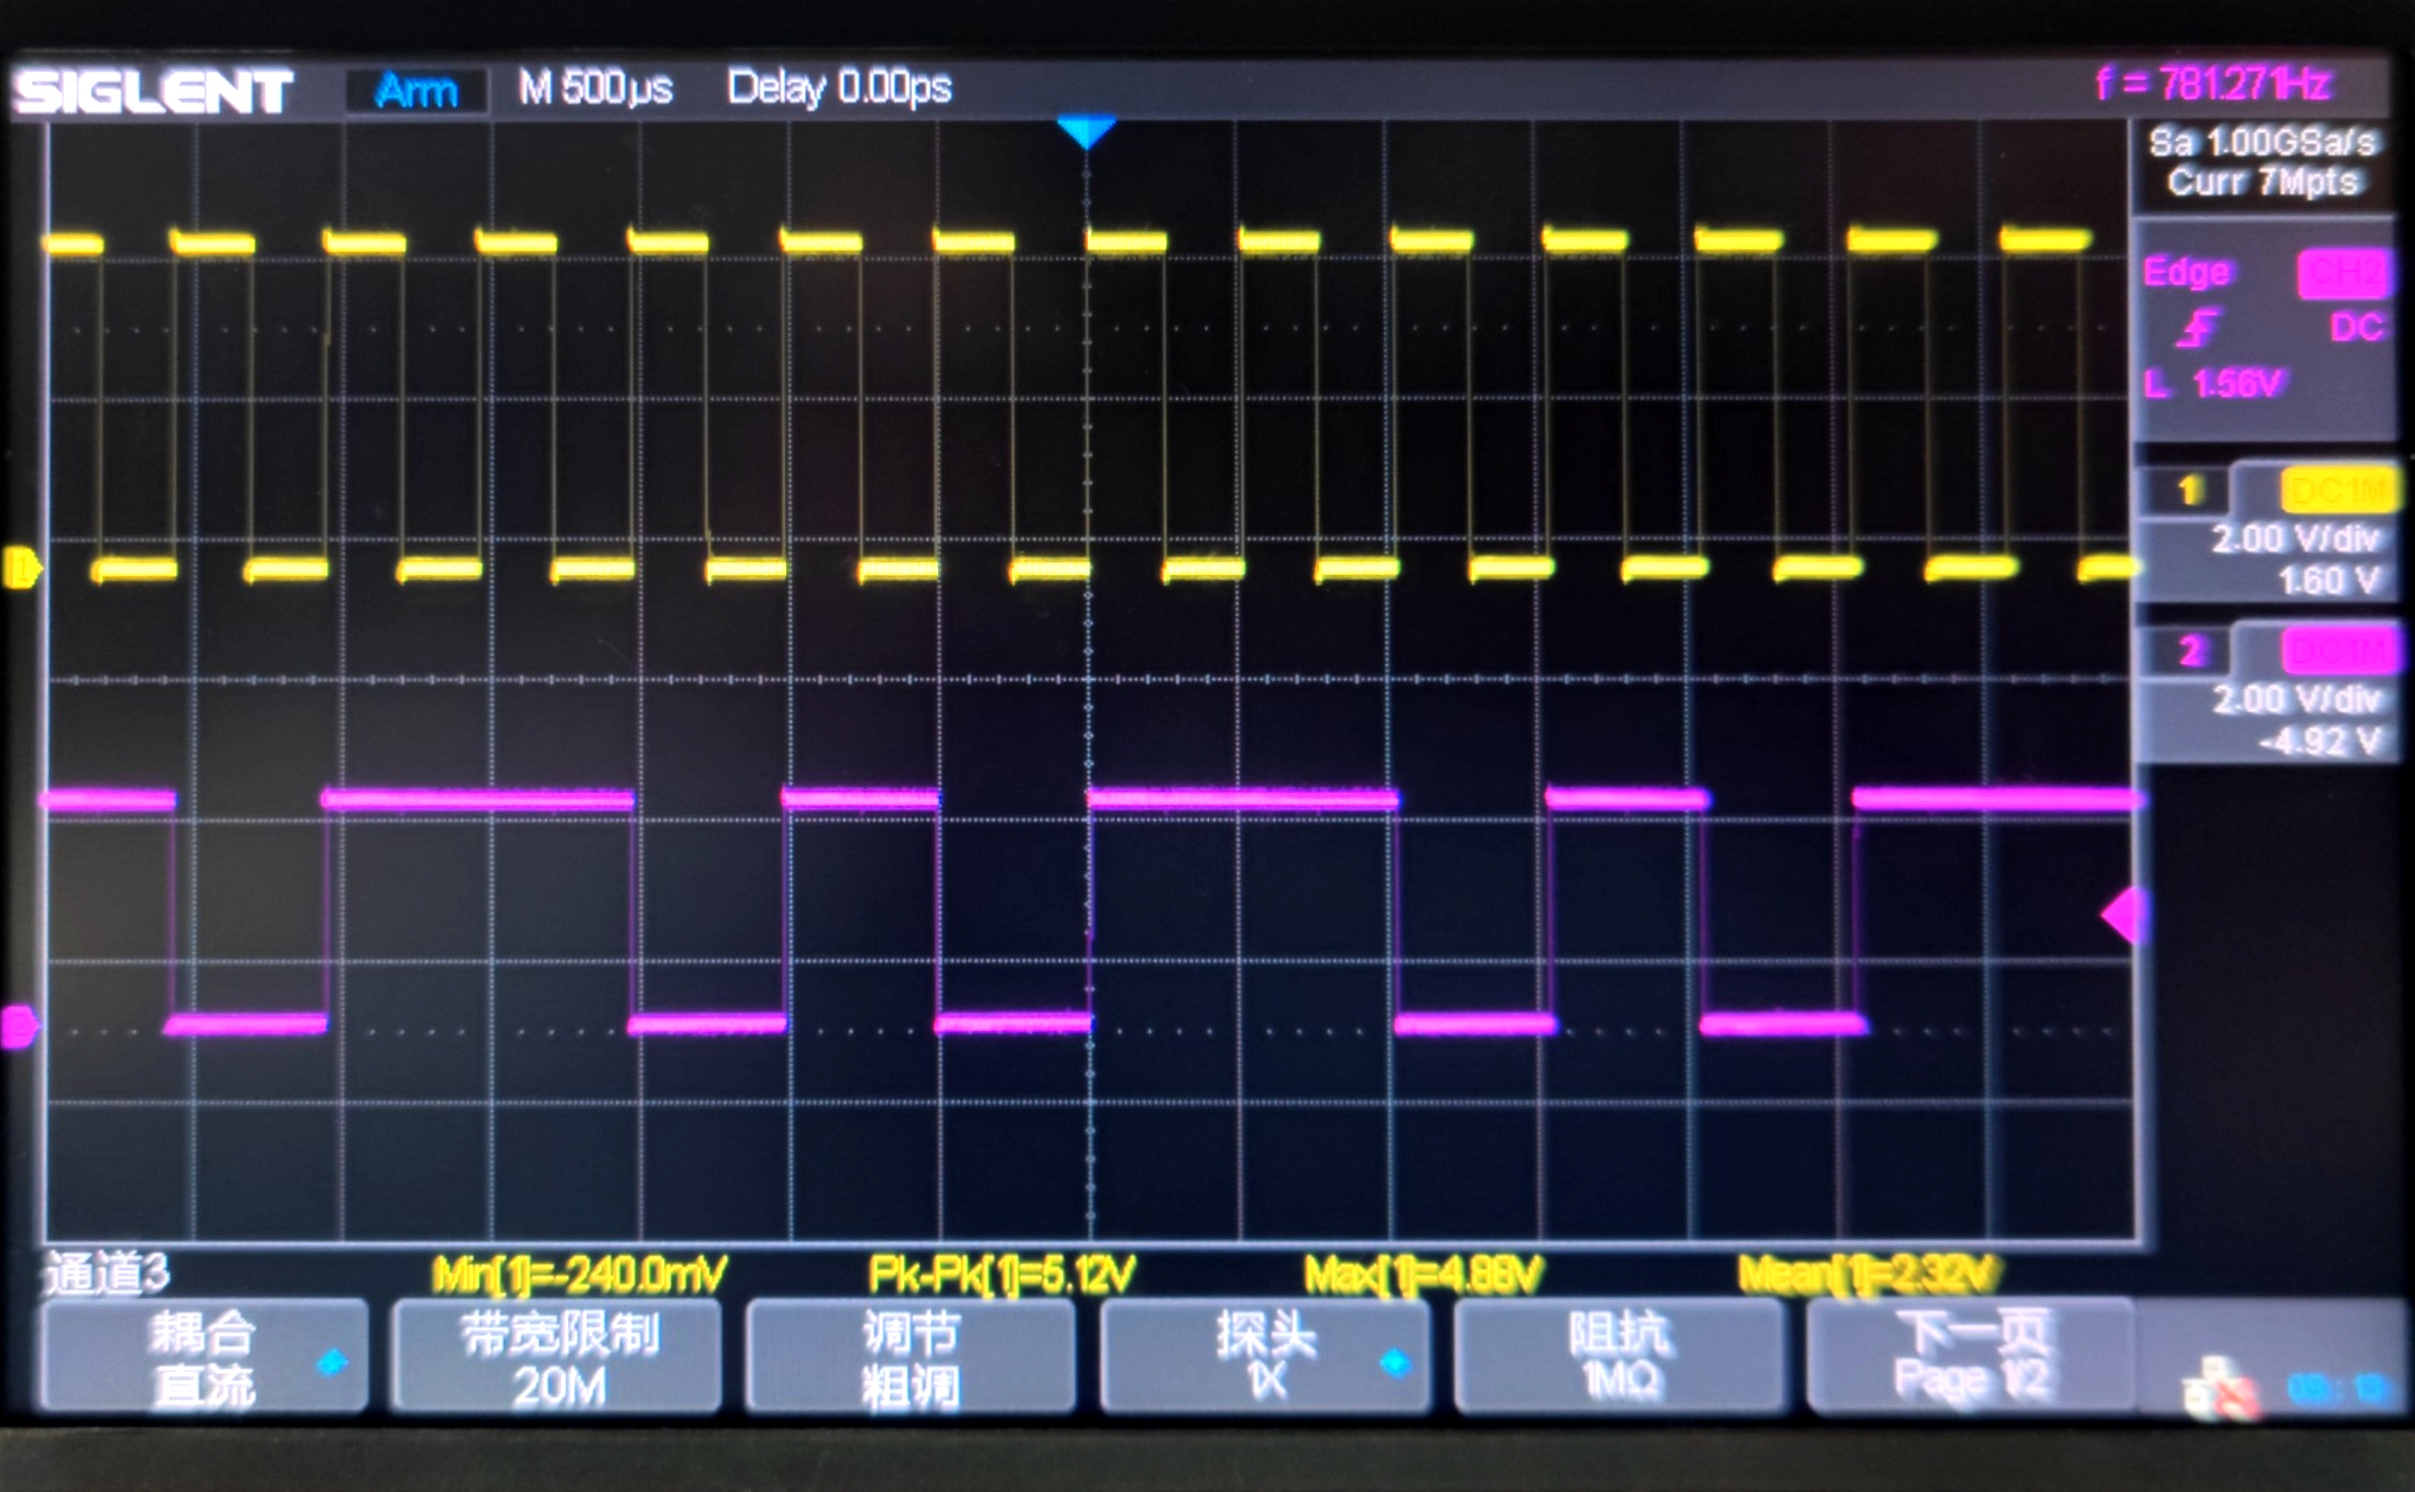 SIGLENT Arm M 500µs Delay 0.00ps f = 781.271Hz
Sa 1.00GSa/s
Curr 7Mpts
Edge CH2
DC
L 1.56V
1 DC1M
2.00 V/div
1.60 V
2 DC1M
2.00 V/div
-4.92 V
1
2
通道3 Min[1]=-240.0mV Pk-Pk[1]=5.12V Max[1]=4.88V Mean[1]=2.32V
耦合 带宽限制 调节 探头 阻抗 下一页
直流 20M 粗调 1X 1MΩ Page 1/2